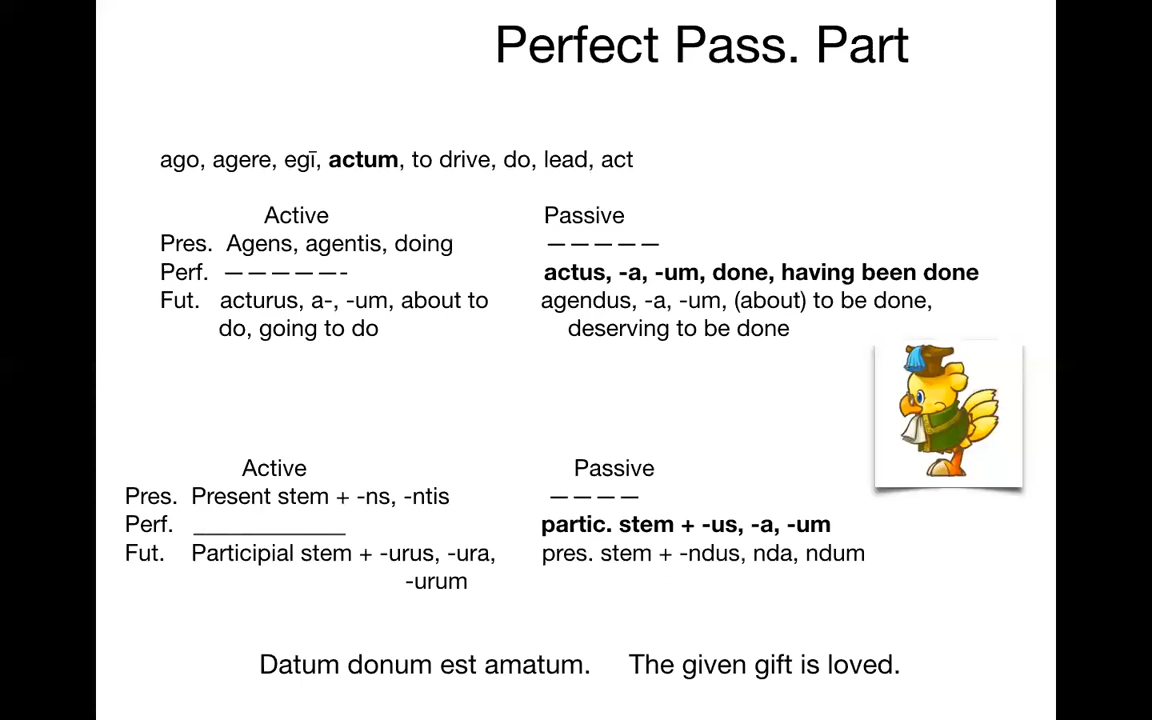 Perfect Pass. Part
ago, agere, egī, actum, to drive, do, lead, act
Active Passive
Pres. Agens, agentis, doing — — — — —
Perf. — — — — —- actus, -a, -um, done, having been done
Fut. acturus, a-, -um, about to agendus, -a, -um, (about) to be done,
do, going to do deserving to be done
Active Passive
Pres. Present stem + -ns, -ntis — — — —
Perf. ______________ partic. stem + -us, -a, -um
Fut. Participial stem + -urus, -ura, pres. stem + -ndus, nda, ndum
-urum
Datum donum est amatum. The given gift is loved.